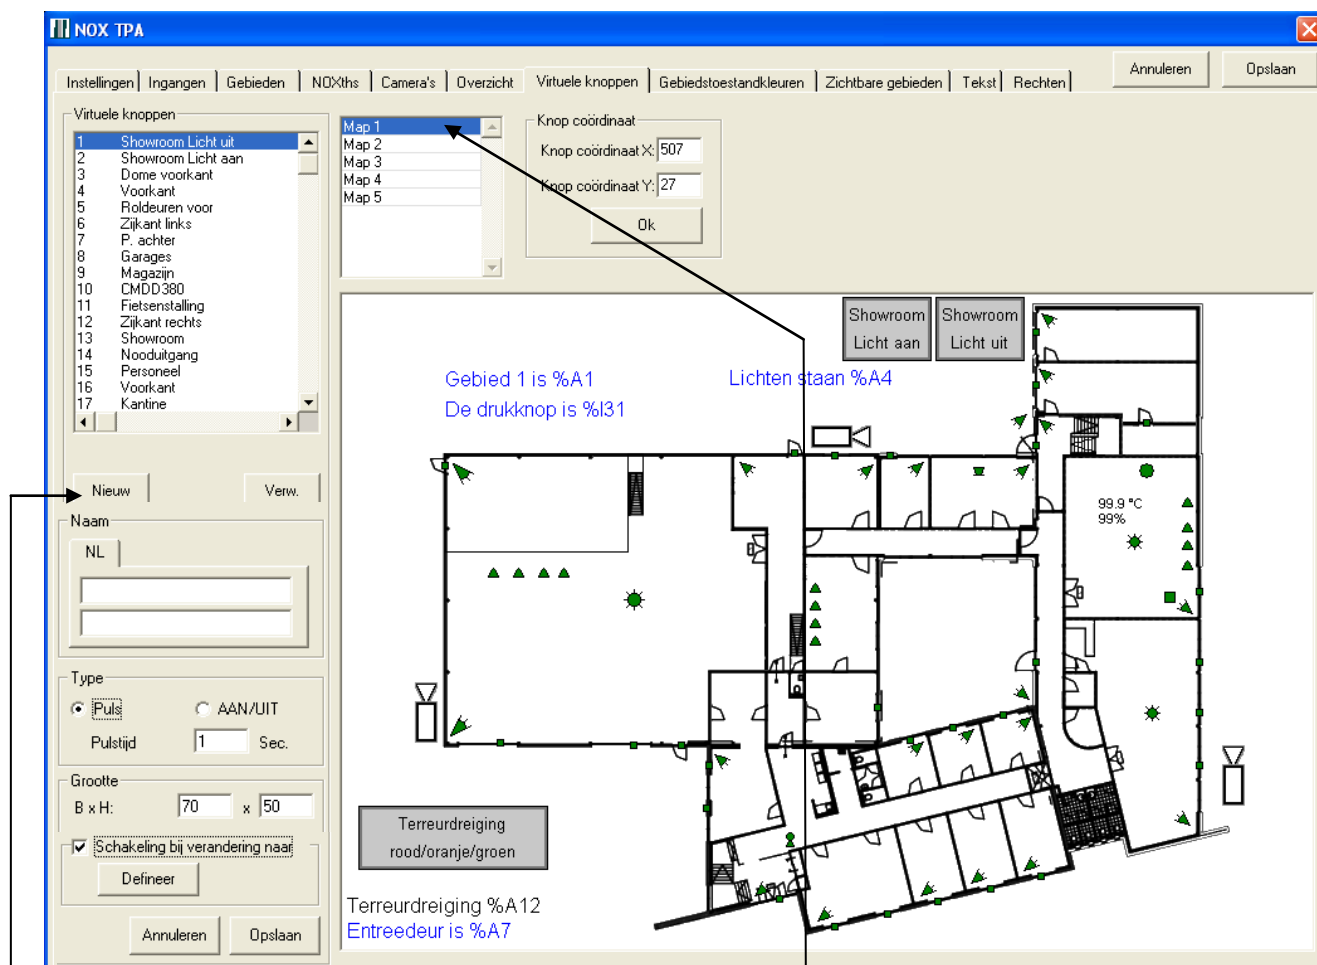 NOX TPA
Annuleren Opslaan
Instellingen Ingangen Gebieden NOXths Camera's Overzicht Virtuele knoppen Gebiedstoestandkleuren Zichtbare gebieden Tekst Rechten
Virtuele knoppen
1 Showroom Licht uit
2 Showroom Licht aan
3 Dome voorkant
4 Voorkant
5 Roldeuren voor
6 Zijkant links
7 P. achter
8 Garages
9 Magazijn
10 CMDD380
11 Fietsenstalling
12 Zijkant rechts
13 Showroom
14 Nooduitgang
15 Personeel
16 Voorkant
17 Kantine
Map 1
Map 2
Map 3
Map 4
Map 5
Knop coördinaat
Knop coördinaat X: 507
Knop coördinaat Y: 27
Ok
Nieuw Verw.
Naam
NL
Type
Puls AAN/UIT
Pulstijd 1 Sec.
Grootte
B x H: 70 x 50
Schakeling bij verandering naar
Defineer
Annuleren Opslaan
Showroom
Licht aan
Showroom
Licht uit
Gebied 1 is %A1
Lichten staan %A4
De drukknop is %I31
99.9 °C
99%
Terreurdreiging
rood/oranje/groen
Terreurdreiging %A12
Entreedeur is %A7